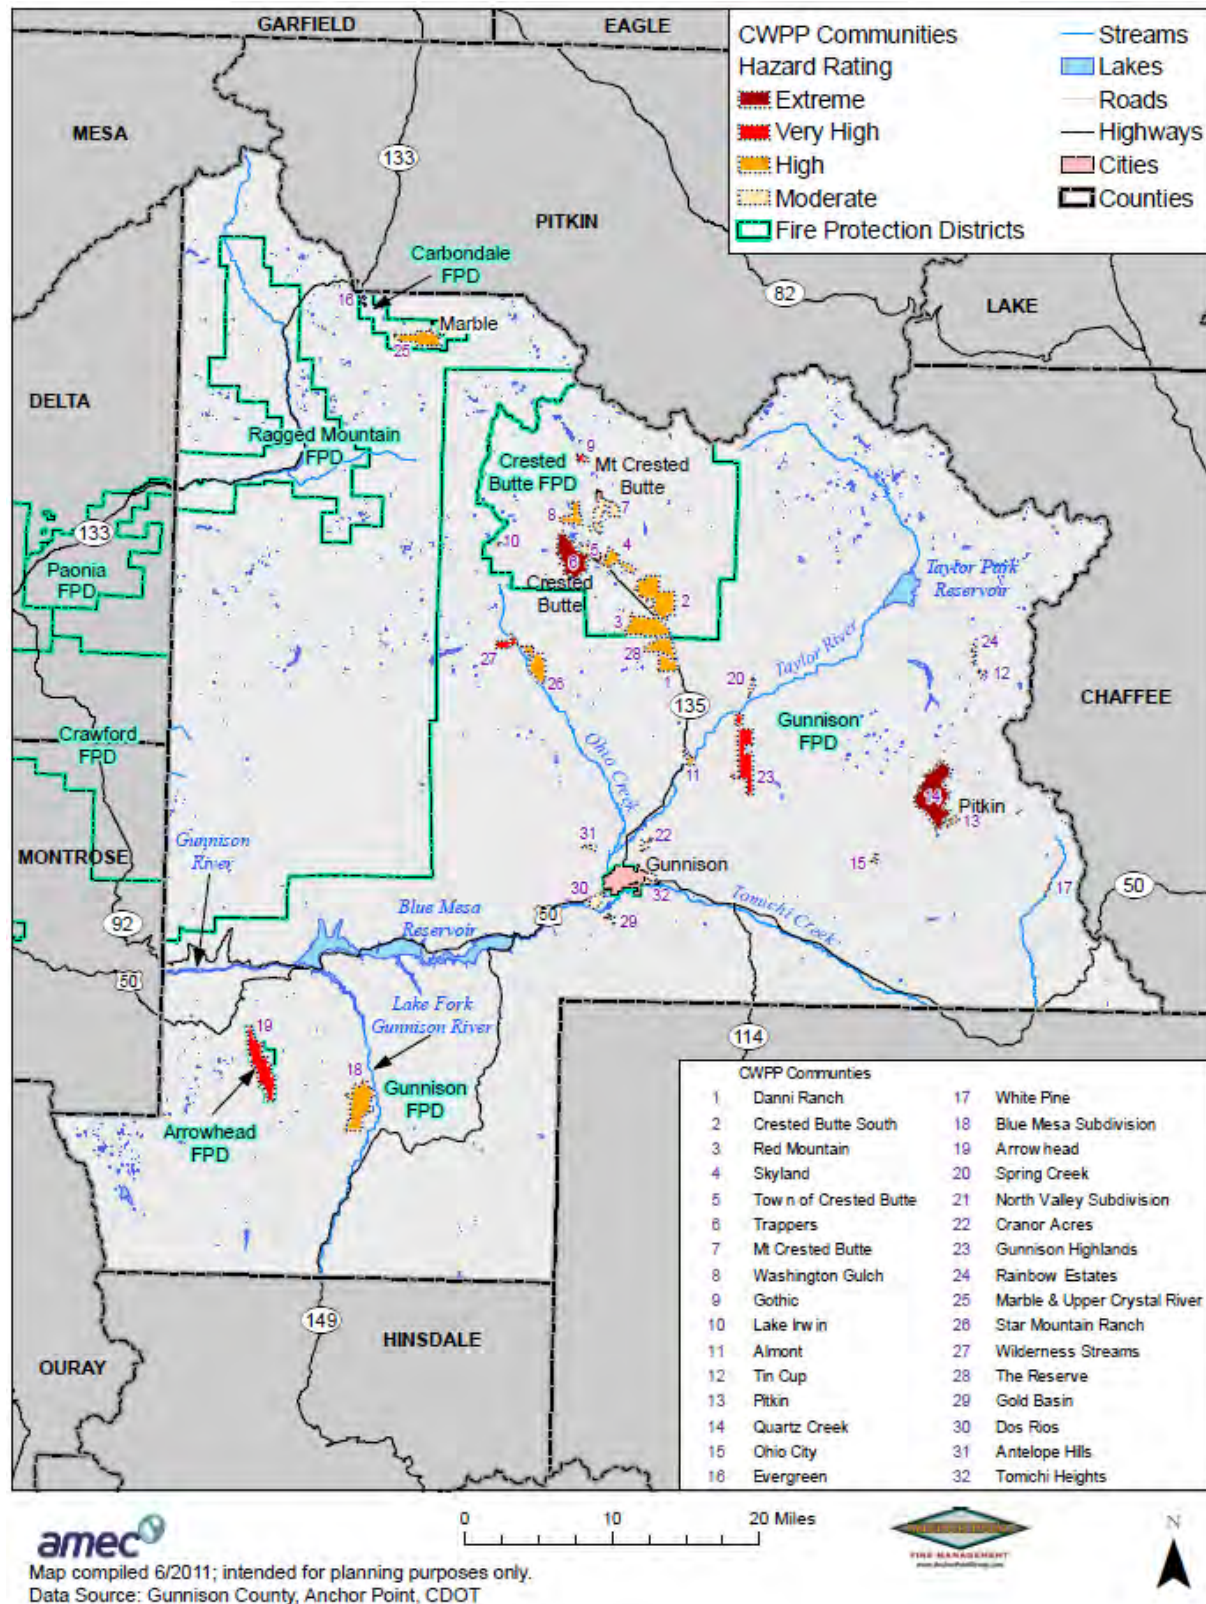 GARFIELD
EAGLE
MESA
PITKIN
LAKE
DELTA
CHAFFEE
MONTROSE
OURAY
HINSDALE
CWPP Communities
Hazard Rating
Extreme
Very High
High
Moderate
Fire Protection Districts
Streams
Lakes
Roads
Highways
Cities
Counties
133
82
Carbondale
FPD
16
Marble
25
Ragged Mountain
FPD
Crested
Butte FPD
9
Mt Crested
Butte
7
8
10
5
4
6
Crested
Butte
2
3
28
1
27
26
133
Paonia
FPD
Taylor Park
Reservoir
Taylor River
24
12
20
135
Gunnison
FPD
Crawford
FPD
Ohio Creek
11
23
14
Pitkin
13
15
17
Gunnison
River
31
22
Gunnison
30
32
29
50
Tomichi Creek
50
92
50
Blue Mesa
Reservoir
Lake Fork
Gunnison River
19
18
Gunnison
FPD
Arrowhead
FPD
114
149
CWPP Communties
1 Danni Ranch
2 Crested Butte South
3 Red Mountain
4 Skyland
5 Town of Crested Butte
6 Trappers
7 Mt Crested Butte
8 Washington Gulch
9 Gothic
10 Lake Irwin
11 Almont
12 Tin Cup
13 Pitkin
14 Quartz Creek
15 Ohio City
16 Evergreen
17 White Pine
18 Blue Mesa Subdivision
19 Arrowhead
20 Spring Creek
21 North Valley Subdivision
22 Cranor Acres
23 Gunnison Highlands
24 Rainbow Estates
25 Marble & Upper Crystal River
26 Star Mountain Ranch
27 Wilderness Streams
28 The Reserve
29 Gold Basin
30 Dos Rios
31 Antelope Hills
32 Tomichi Heights
amec
0 10 20 Miles
FIRE MANAGEMENT
N
Map compiled 6/2011; intended for planning purposes only.
Data Source: Gunnison County, Anchor Point, CDOT